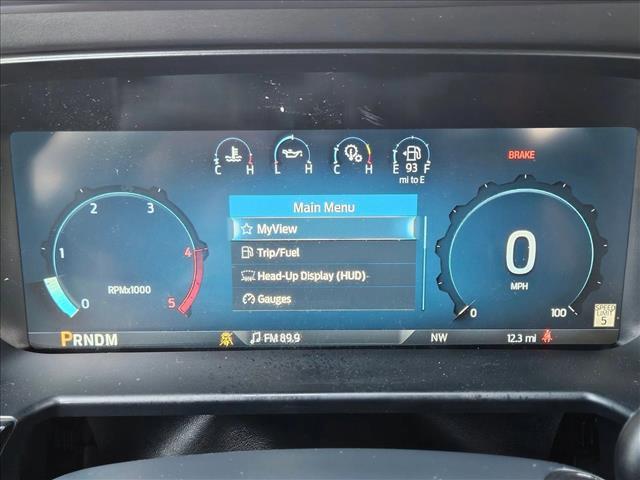 C H
L H
C H
E 93 F
mi to E
BRAKE
Main Menu
MyView
Trip/Fuel
Head-Up Display (HUD)
Gauges
0 1 2 3 4 5
RPMx1000
0
MPH
0 100
SPEED
LIMIT
5
PRNDM
FM 89.9
NW
12.3 mi